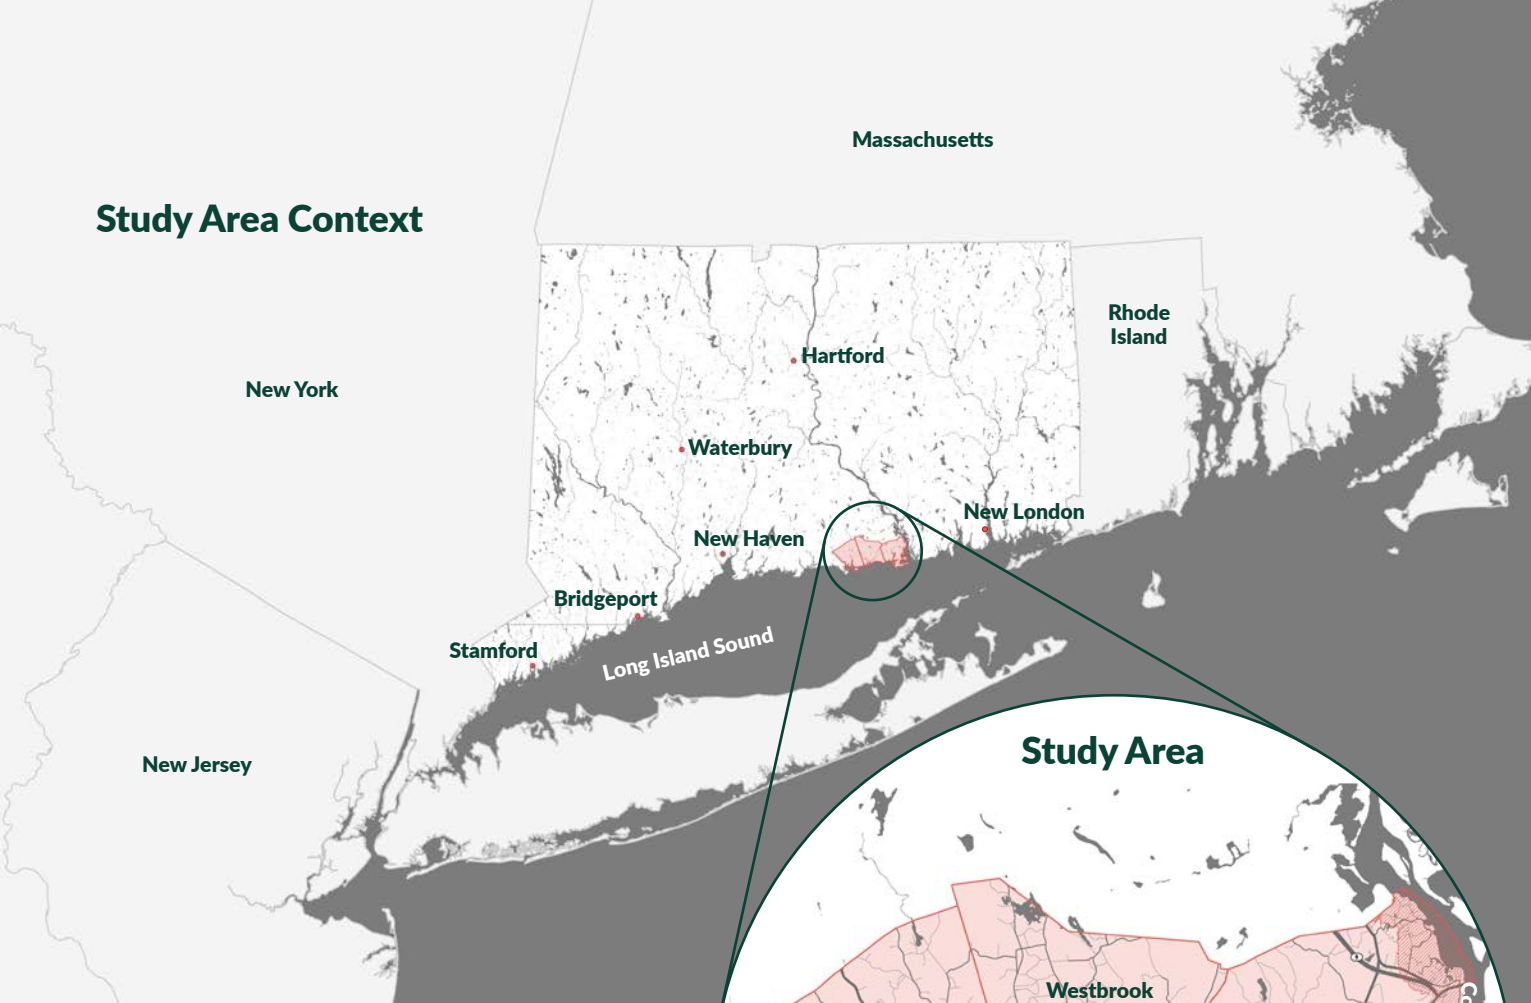 Massachusetts
Study Area Context
Rhode
Island
Hartford
New York
Waterbury
New London
New Haven
Bridgeport
Stamford
Long Island Sound
Study Area
New Jersey
Westbrook